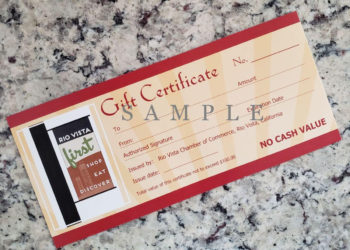 Gift Certificate
No.
Amount
SAMPLE
To
From
Expiration Date
Authorized Signature
Issued by: Rio Vista Chamber of Commerce, Rio Vista, California
Issue date:
NO CASH VALUE
Total value of this certificate not to exceed $100.00
RIO VISTA
first
SHOP
EAT
DISCOVER